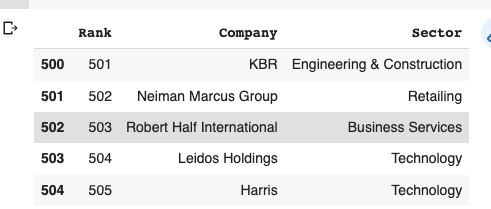 Rank Company Sector
500 501 KBR Engineering & Construction
501 502 Neiman Marcus Group Retailing
502 503 Robert Half International Business Services
503 504 Leidos Holdings Technology
504 505 Harris Technology